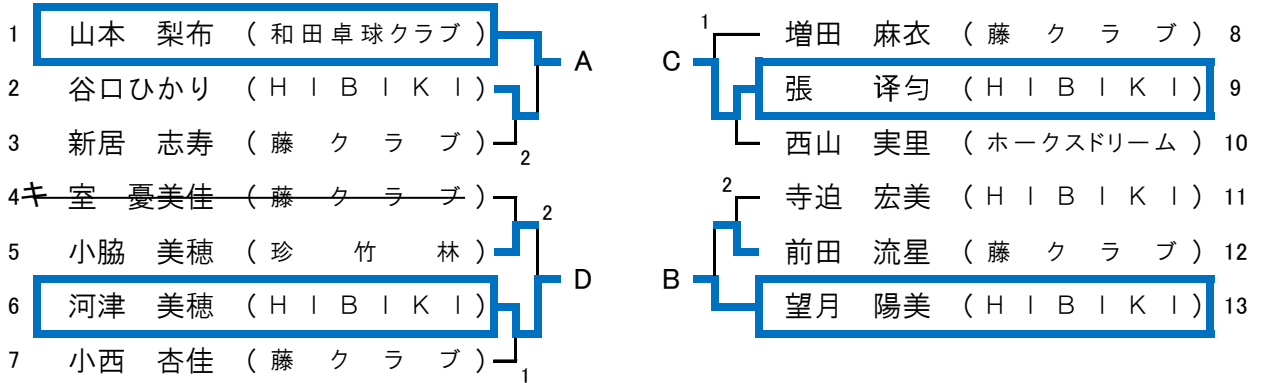 1 山本 梨布 (和田卓球クラブ)
A
2 谷口ひかり (HIBIKI)
3 新居 志寿 (藤クラブ)
2
4 キ 室 憂美佳 (藤クラブ)
2
5 小脇 美穂 (珍竹林)
D
6 河津 美穂 (HIBIKI)
7 小西 杏佳 (藤クラブ)
1
1
増田 麻衣 (藤クラブ) 8
C
張 译匀 (HIBIKI) 9
西山 実里 (ホークスドリーム) 10
2
寺迫 宏美 (HIBIKI) 11
前田 流星 (藤クラブ) 12
B
望月 陽美 (HIBIKI) 13